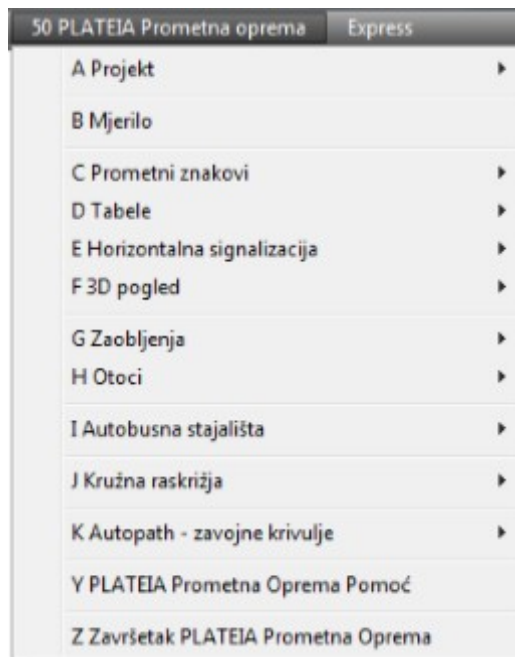 50 PLATEIA Prometna oprema Express
A Projekt
B Mjerilo
C Prometni znakovi
D Tabele
E Horizontalna signalizacija
F 3D pogled
G Zaobljenja
H Otoci
I Autobusna stajališta
J Kružna raskrižja
K Autopath - zavojne krivulje
Y PLATEIA Prometna Oprema Pomoć
Z Završetak PLATEIA Prometna Oprema